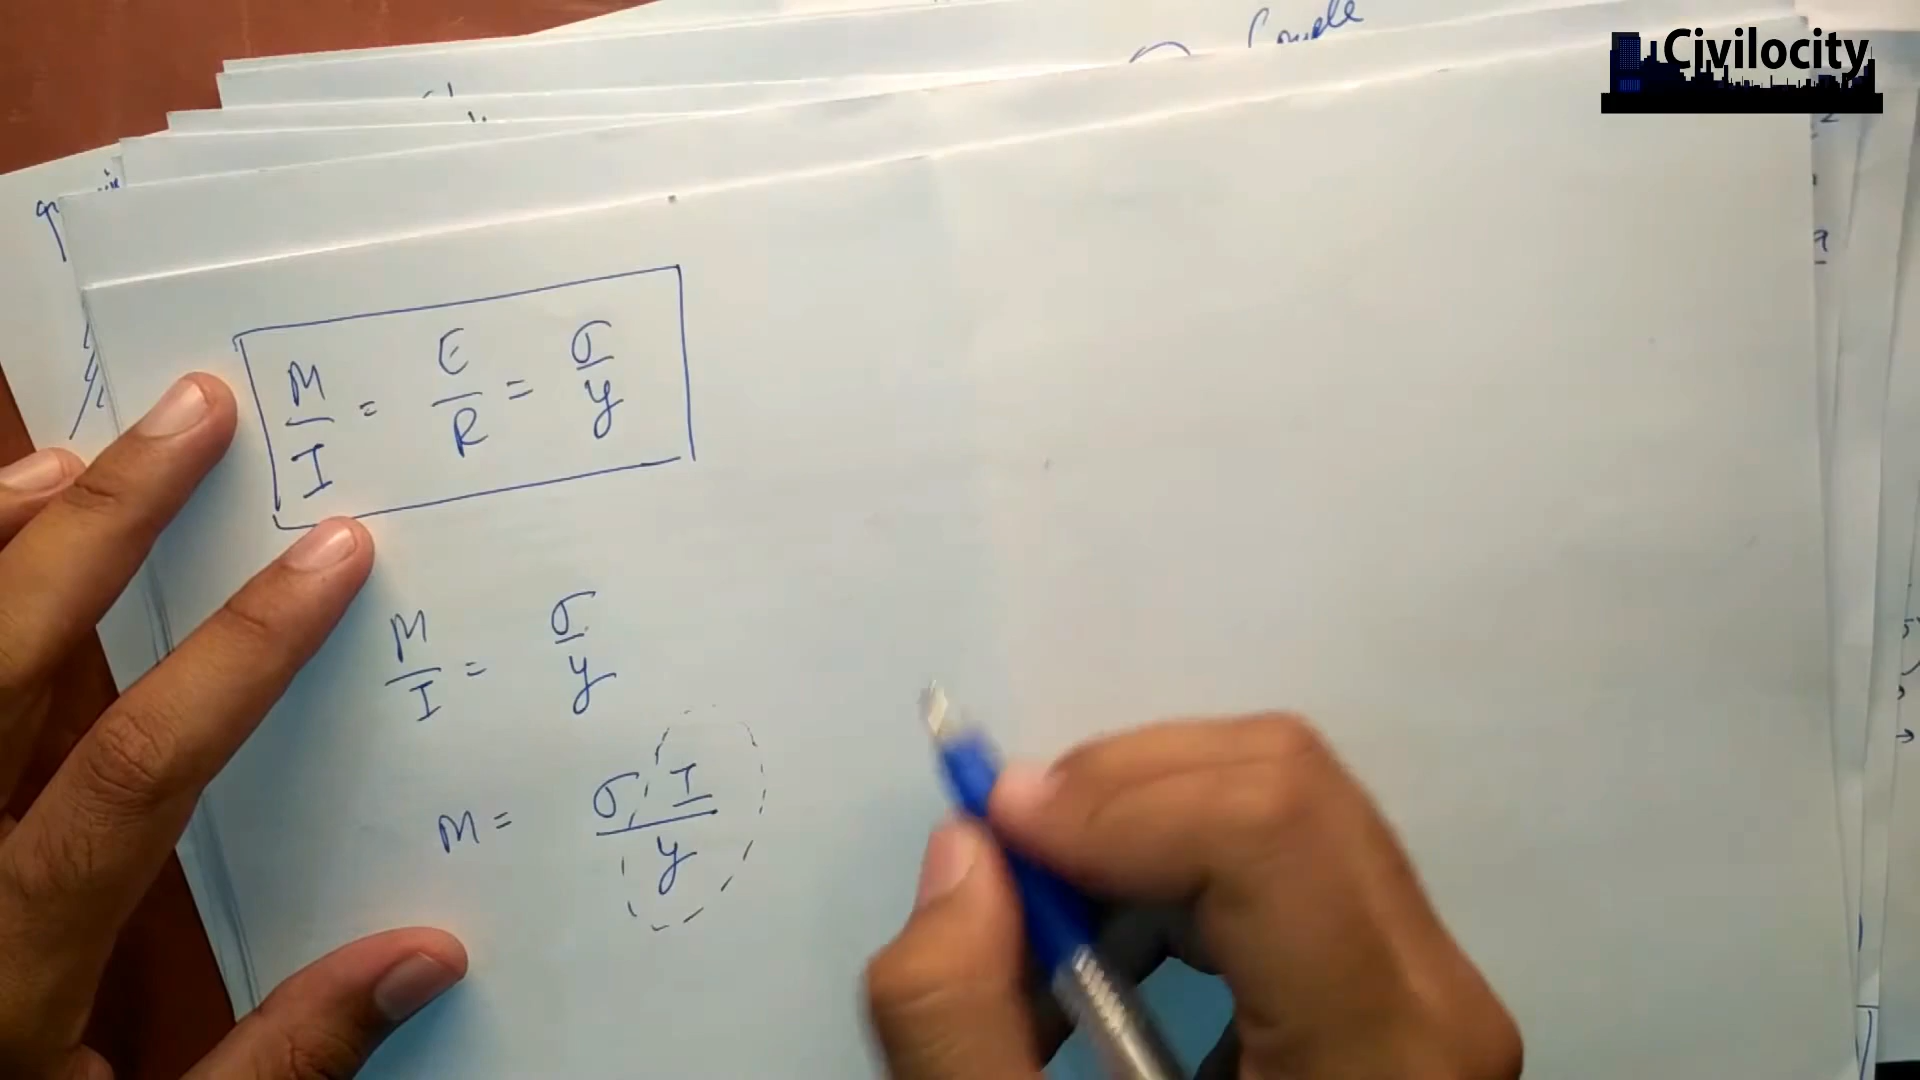 Civilocity
M/I = E/R = σ/y
M/I = σ/y
M = σ I/y